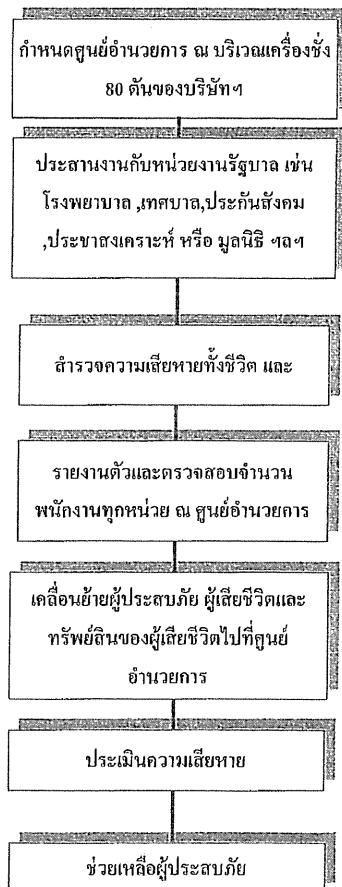 กำหนดศูนย์อำนวยการ ณ บริเวณเครื่องชั่ง
80 ตันของบริษัทฯ
ประสานงานกับหน่วยงานรัฐบาล เช่น
โรงพยาบาล ,เทศบาล,ประกันสังคม
,ประชาสงเคราะห์ หรือ มูลนิธิ ฯลฯ
สำรวจความเสียหายทั้งชีวิต และ
รายงานตัวและตรวจสอบจำนวน
พนักงานทุกหน่วย ณ ศูนย์อำนวยการ
เคลื่อนย้ายผู้ประสบภัย ผู้เสียชีวิตและ
ทรัพย์สินของผู้เสียชีวิตไปที่ศูนย์
อำนวยการ
ประเมินความเสียหาย
ช่วยเหลือผู้ประสบภัย